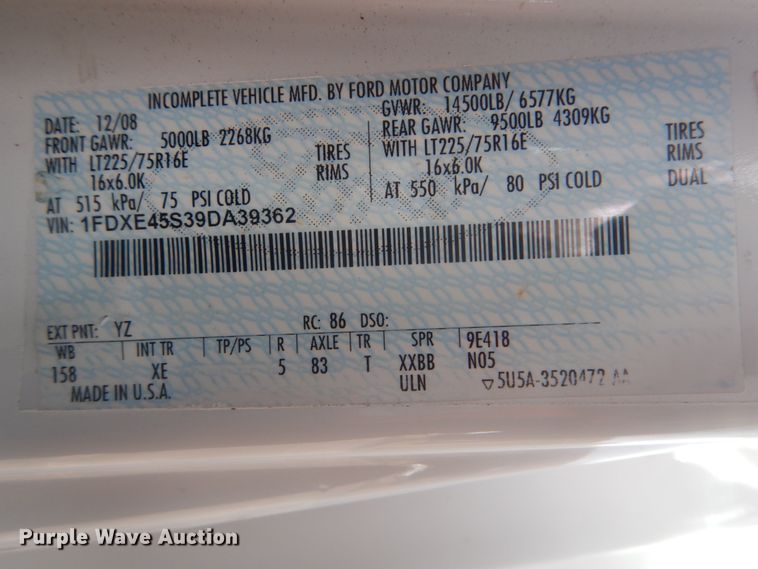 INCOMPLETE VEHICLE MFD. BY FORD MOTOR COMPANY
DATE: 12/08 GVWR: 14500LB/ 6577KG
FRONT GAWR: 5000LB 2268KG REAR GAWR: 9500LB 4309KG
WITH LT225/75R16E TIRES WITH LT225/75R16E TIRES
16x6.0K RIMS 16x6.0K RIMS
AT 515 kPa/ 75 PSI COLD AT 550 kPa/ 80 PSI COLD DUAL
VIN: 1FDXE45S39DA39362
EXT PNT: YZ RC: 86 DSO:
WB INT TR TP/PS R AXLE TR SPR 9E418
158 XE 5 83 T XXBB N05
MADE IN U.S.A. ULN ▽5U5A-3520472 AA
Purple Wave Auction